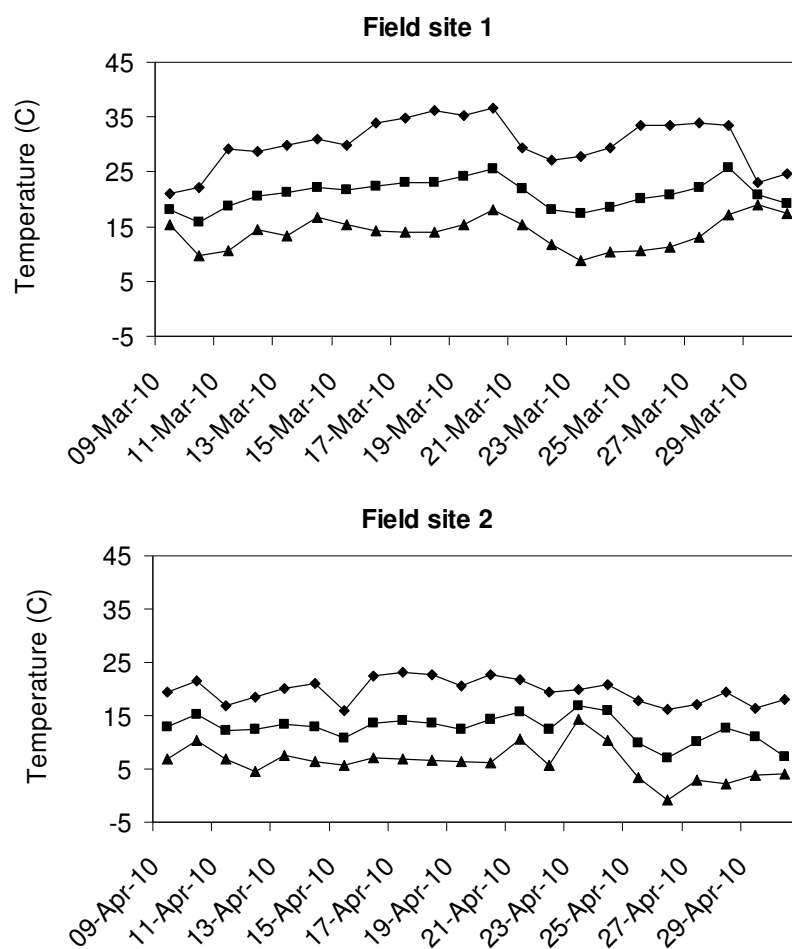 Field site 1
Temperature (C)
45
35
25
15
5
-5
09-Mar-10
11-Mar-10
13-Mar-10
15-Mar-10
17-Mar-10
19-Mar-10
21-Mar-10
23-Mar-10
25-Mar-10
27-Mar-10
29-Mar-10
Field site 2
Temperature (C)
45
35
25
15
5
-5
09-Apr-10
11-Apr-10
13-Apr-10
15-Apr-10
17-Apr-10
19-Apr-10
21-Apr-10
23-Apr-10
25-Apr-10
27-Apr-10
29-Apr-10